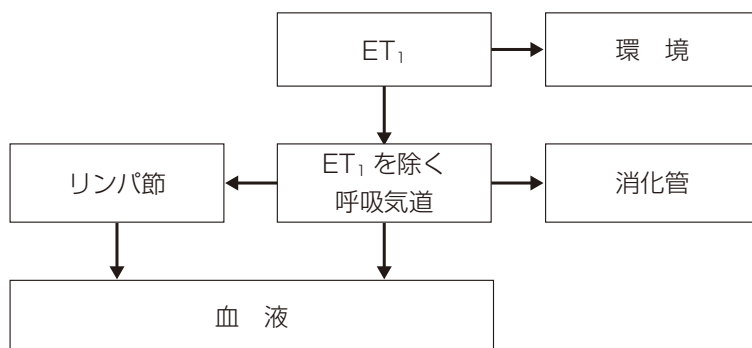 ET₁
環　境
リンパ節
ET₁ を除く
呼吸気道
消化管
血　液